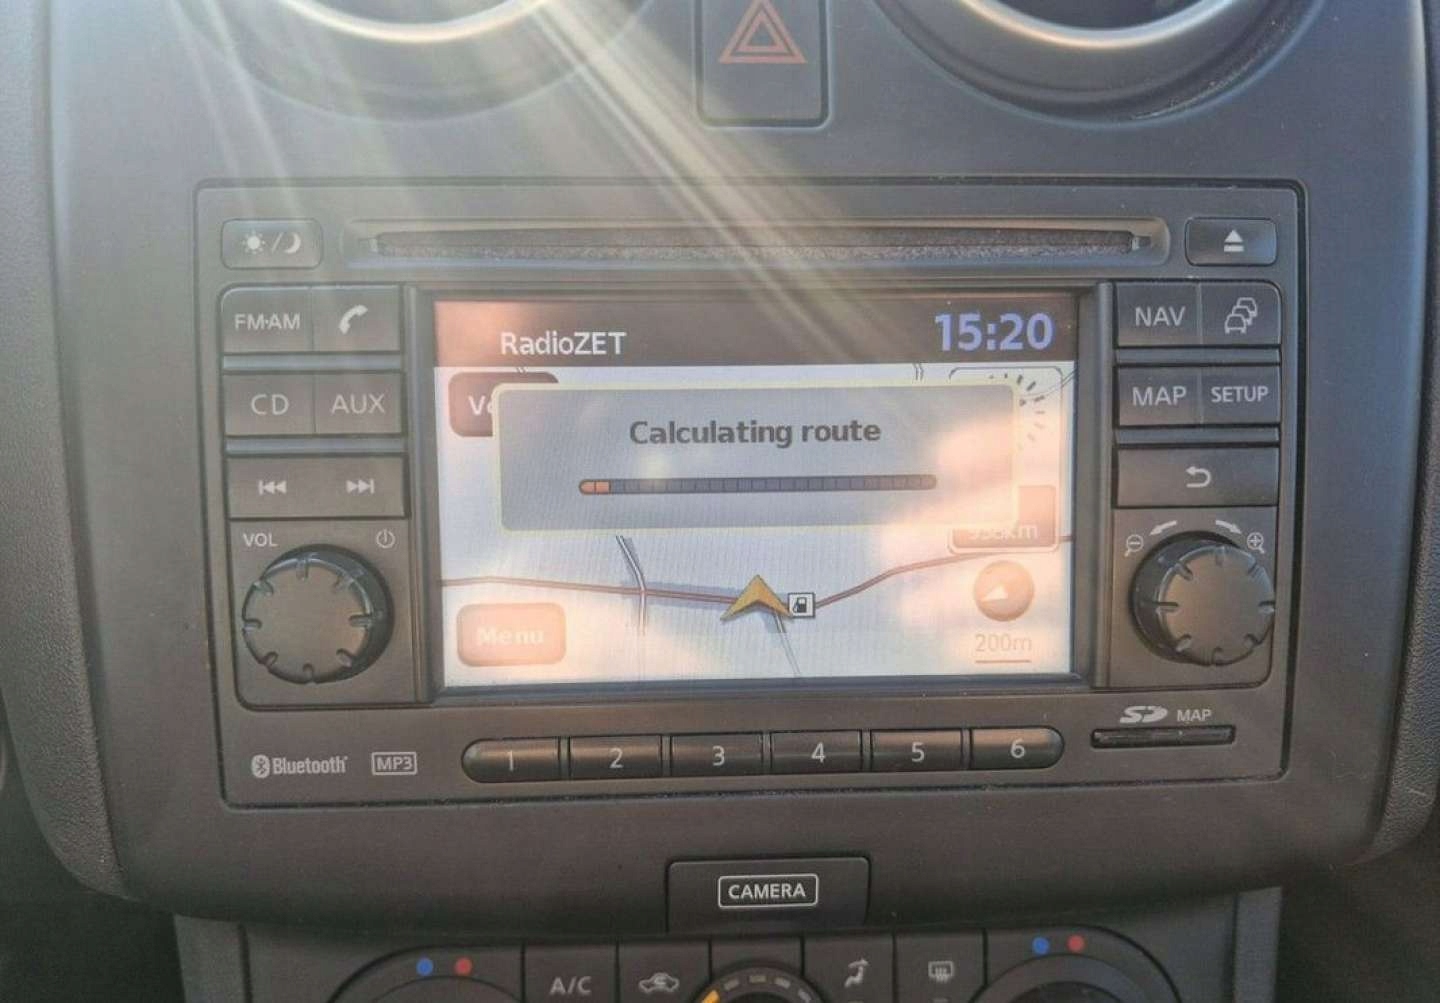 FM·AM
CD
AUX
VOL
RadioZET
15:20
Calculating route
Menu
200m
NAV
MAP
SETUP
Bluetooth
MP3
1
2
3
4
5
6
SD MAP
CAMERA
A/C